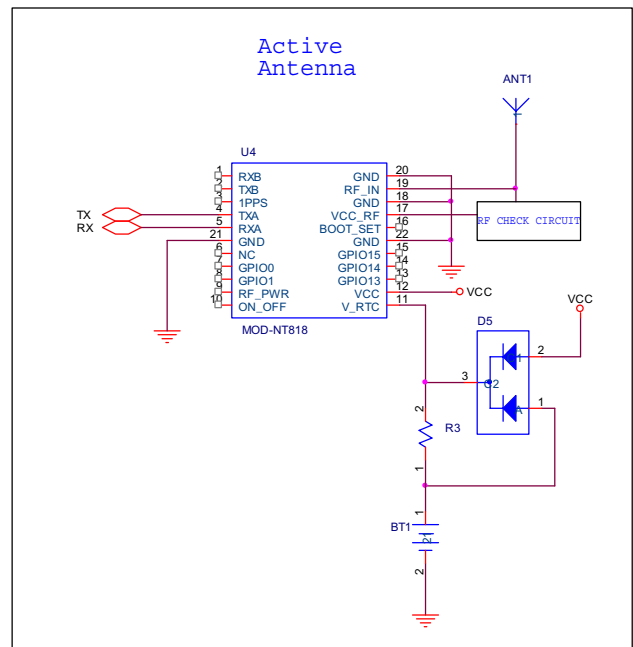 Active
Antenna
ANT1
U4
1 RXB
2 TXB
3 1PPS
TX 4 TXA
RX 5 RXA
21 GND
6 NC
7 GPIO0
8 GPIO1
9 RF_PWR
10 ON_OFF
GND 20
RF_IN 19
GND 18
VCC_RF 17
BOOT_SET 16
GND 22
GPIO15 15
GPIO14 14
GPIO13 13
VCC 12 VCC
V_RTC 11
MOD-NT818
RF CHECK CIRCUIT
VCC
D5
2
3
1
2
R3
1
1
BT1
2